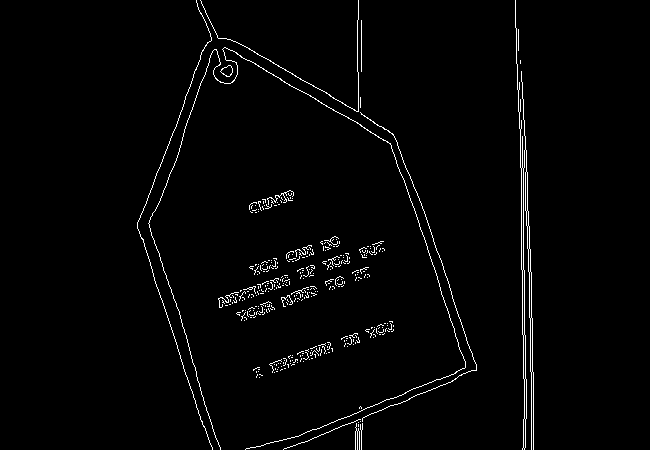 CHAMP
YOU CAN DO
ANYTHING IF YOU PUT
YOUR MIND TO IT
I BELIEVE IN YOU